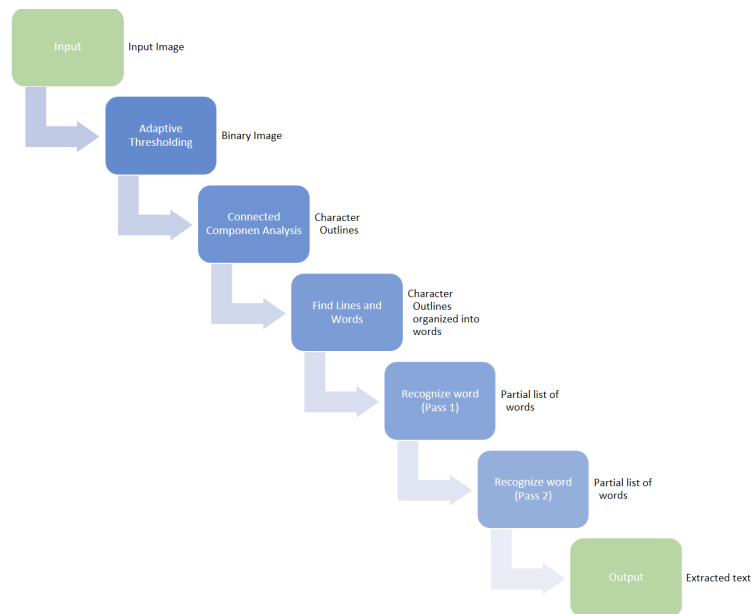 Input
Input Image
Adaptive
Thresholding
Binary Image
Connected
Componen Analysis
Character
Outlines
Find Lines and
Words
Character
Outlines
organized into
words
Recognize word
(Pass 1)
Partial list of
words
Recognize word
(Pass 2)
Partial list of
words
Output
Extracted text